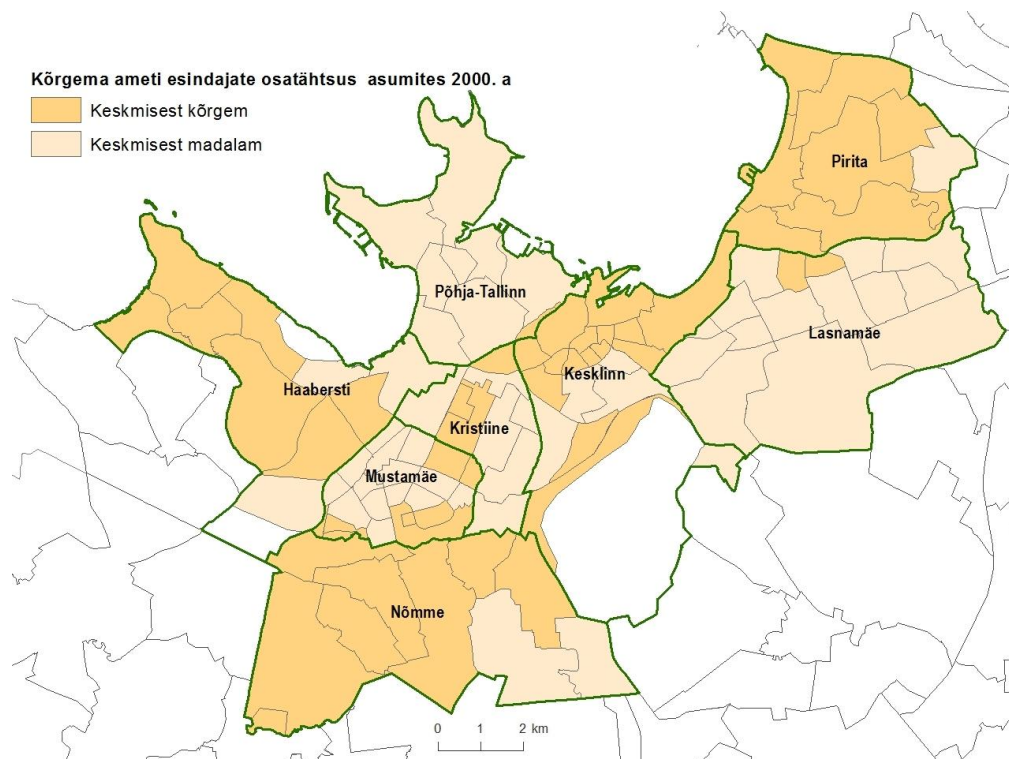 Kõrgema ameti esindajate osatähtsus asumites 2000. a
Keskmisest kõrgem
Keskmisest madalam
Pirita
Põhja-Tallinn
Lasnamäe
Kesklinn
Haabersti
Kristiine
Mustamäe
Nõmme
0 1 2 km